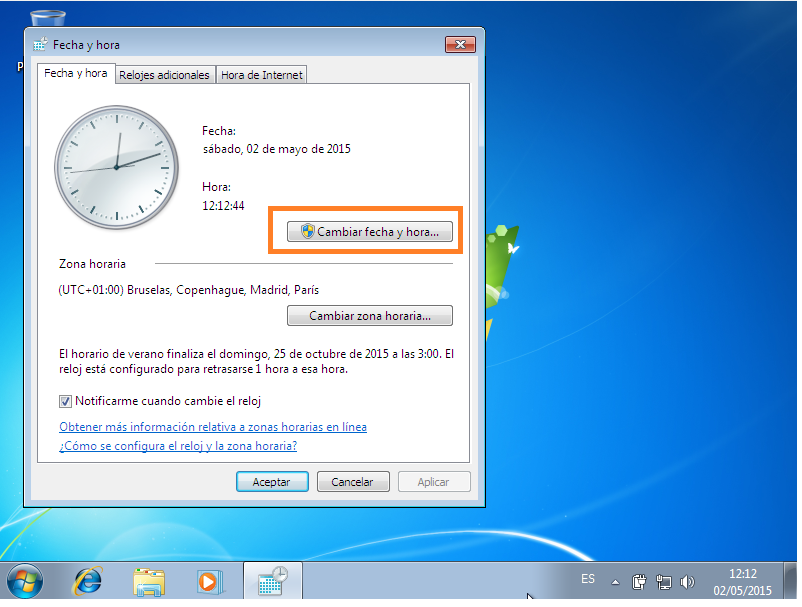 Fecha y hora
Fecha y hora
Relojes adicionales
Hora de Internet
Fecha:
sábado, 02 de mayo de 2015
Hora:
12:12:44
Cambiar fecha y hora...
Zona horaria
(UTC+01:00) Bruselas, Copenhague, Madrid, París
Cambiar zona horaria...
El horario de verano finaliza el domingo, 25 de octubre de 2015 a las 3:00. El
reloj está configurado para retrasarse 1 hora a esa hora.
Notificarme cuando cambie el reloj
Obtener más información relativa a zonas horarias en línea
¿Cómo se configura el reloj y la zona horaria?
Aceptar
Cancelar
Aplicar
ES
12:12
02/05/2015